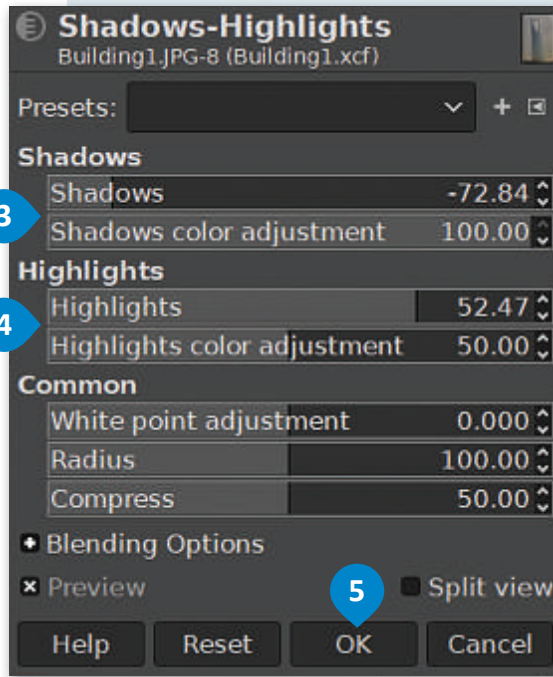 Shadows-Highlights
Building1.JPG-8 (Building1.xcf)
Presets:
Shadows
3
Shadows -72.84
Shadows color adjustment 100.00
Highlights
4
Highlights 52.47
Highlights color adjustment 50.00
Common
White point adjustment 0.000
Radius 100.00
Compress 50.00
Blending Options
Preview 5 Split view
Help Reset OK Cancel